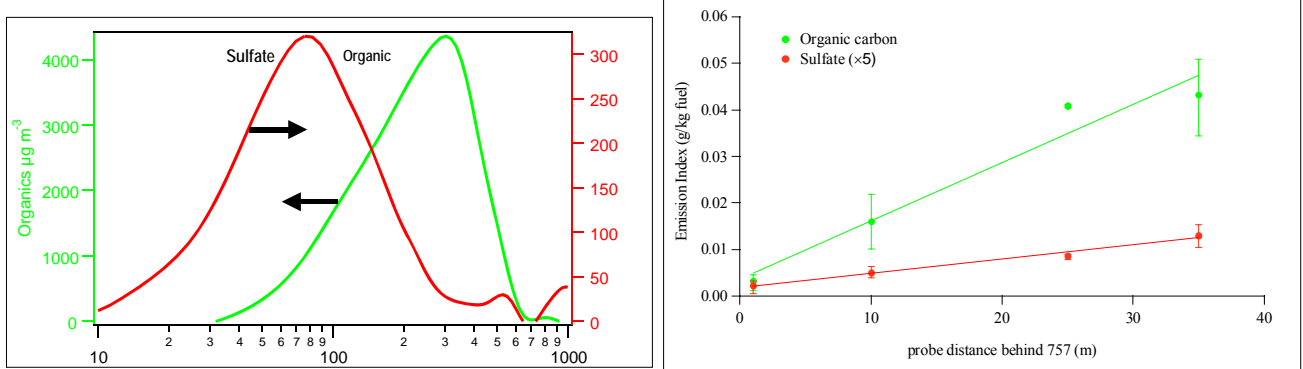 Sulfate Organic
Organics µg m-3
4000
3000
2000
1000
0
300
250
200
150
100
50
0
2 3 4 5 6 7 8 9 2 3 4 5 6 7 8 9
10 100 1000
0.06
0.05
0.04
0.03
0.02
0.01
0.00
Emission Index (g/kg fuel)
Organic carbon
Sulfate (×5)
0 10 20 30 40
probe distance behind 757 (m)